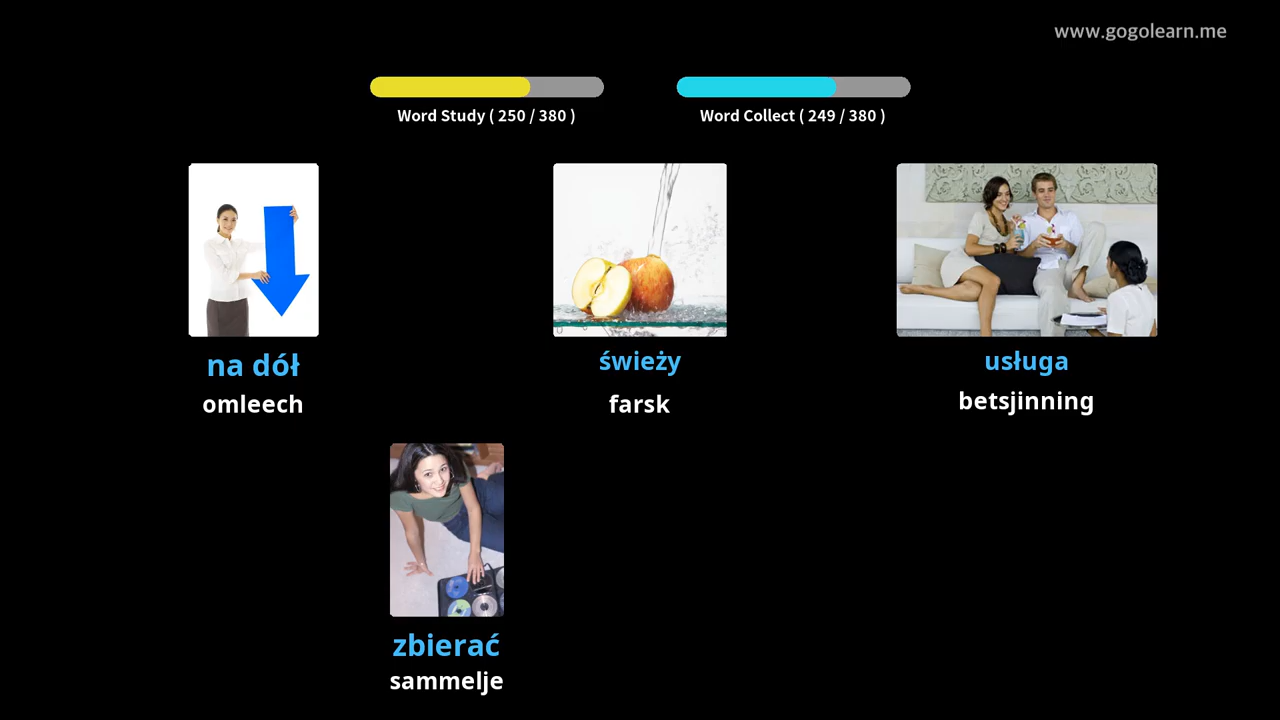 www.gogolearn.me
Word Study ( 250 / 380 )
Word Collect ( 249 / 380 )
na dół
omleech
świeży
farsk
usługa
betsjinning
zbierać
sammelje